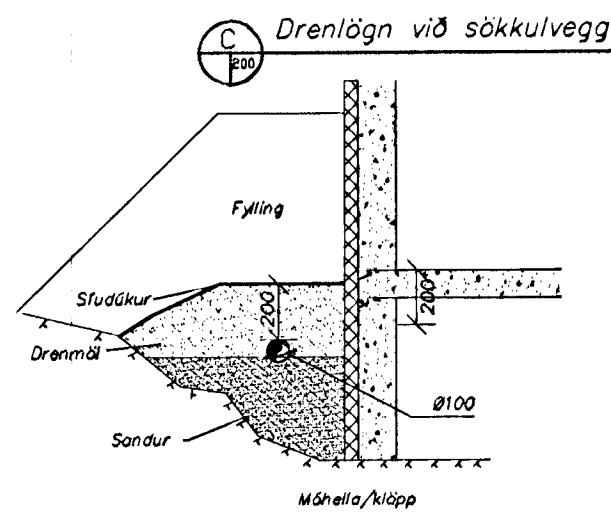 C
200
Drenlögn við sökkulvegg
Fylling
Síudúkur
200
200
Drenmöl
Ø100
Sandur
Móhella/klöpp